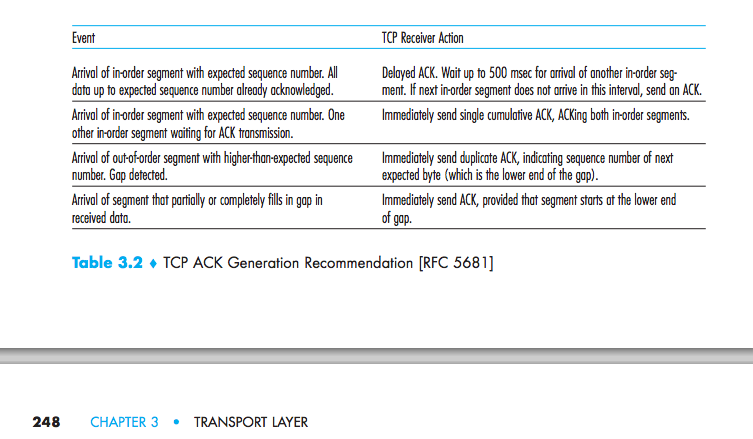 Event TCP Receiver Action
Arrival of in-order segment with expected sequence number. All
data up to expected sequence number already acknowledged.
Delayed ACK. Wait up to 500 msec for arrival of another in-order seg-
ment. If next in-order segment does not arrive in this interval, send an ACK.
Arrival of in-order segment with expected sequence number. One
other in-order segment waiting for ACK transmission.
Immediately send single cumulative ACK, ACKing both in-order segments.
Arrival of out-of-order segment with higher-than-expected sequence
number. Gap detected.
Immediately send duplicate ACK, indicating sequence number of next
expected byte (which is the lower end of the gap).
Arrival of segment that partially or completely fills in gap in
received data.
Immediately send ACK, provided that segment starts at the lower end
of gap.
Table 3.2 ♦ TCP ACK Generation Recommendation [RFC 5681]
248 CHAPTER 3 • TRANSPORT LAYER